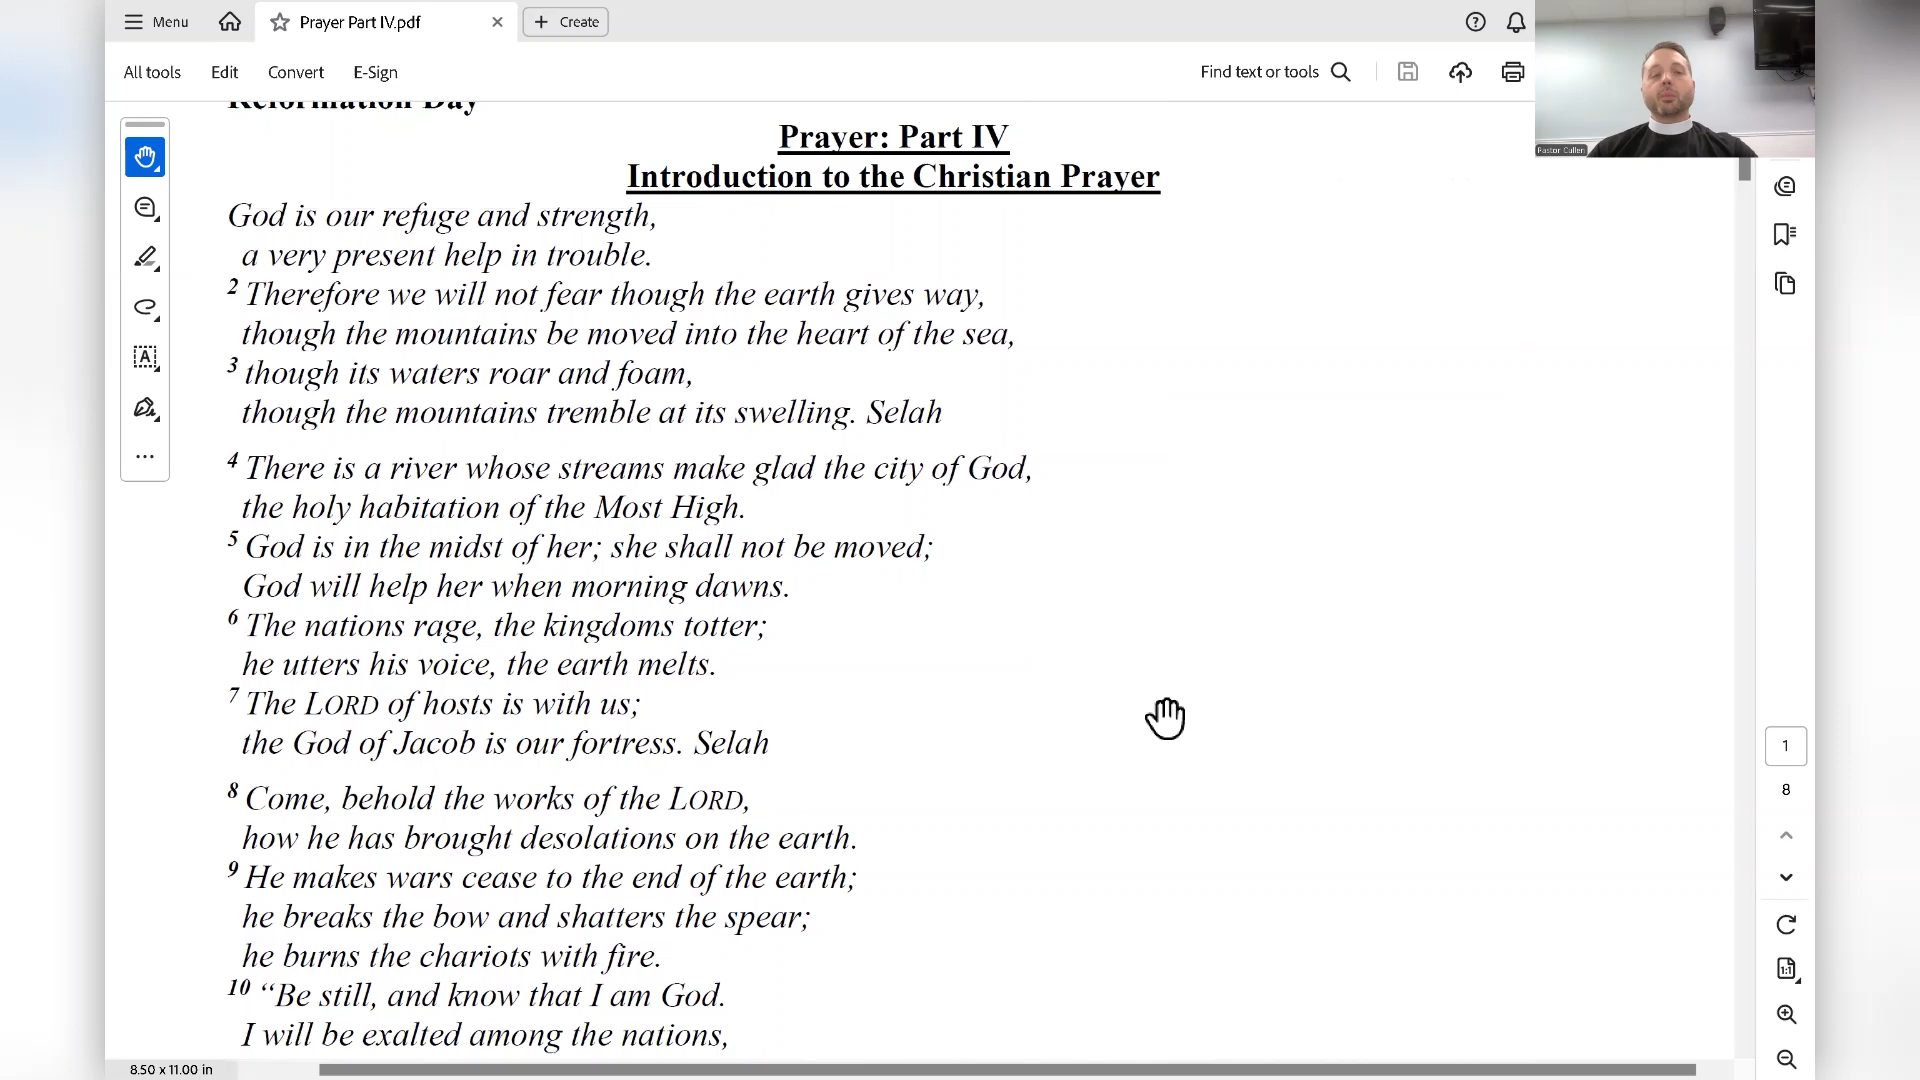 Menu
Prayer Part IV.pdf
Create
All tools
Edit
Convert
E-Sign
Find text or tools
Pastor Cullen
Reformation Day
Prayer: Part IV
Introduction to the Christian Prayer
God is our refuge and strength,
a very present help in trouble.
2 Therefore we will not fear though the earth gives way,
though the mountains be moved into the heart of the sea,
3 though its waters roar and foam,
though the mountains tremble at its swelling. Selah
4 There is a river whose streams make glad the city of God,
the holy habitation of the Most High.
5 God is in the midst of her; she shall not be moved;
God will help her when morning dawns.
6 The nations rage, the kingdoms totter;
he utters his voice, the earth melts.
7 The LORD of hosts is with us;
the God of Jacob is our fortress. Selah
8 Come, behold the works of the LORD,
how he has brought desolations on the earth.
9 He makes wars cease to the end of the earth;
he breaks the bow and shatters the spear;
he burns the chariots with fire.
10 “Be still, and know that I am God.
I will be exalted among the nations,
1
8
8.50 x 11.00 in